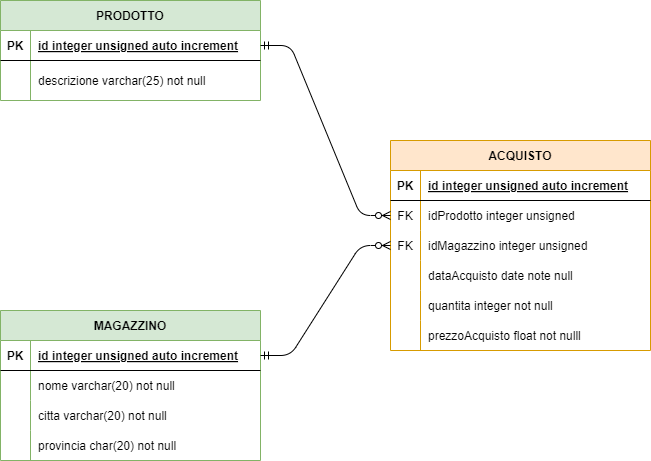 PRODOTTO
PK id integer unsigned auto increment
descrizione varchar(25) not null
ACQUISTO
PK id integer unsigned auto increment
FK idProdotto integer unsigned
FK idMagazzino integer unsigned
dataAcquisto date note null
quantita integer not null
prezzoAcquisto float not nulll
MAGAZZINO
PK id integer unsigned auto increment
nome varchar(20) not null
citta varchar(20) not null
provincia char(20) not null